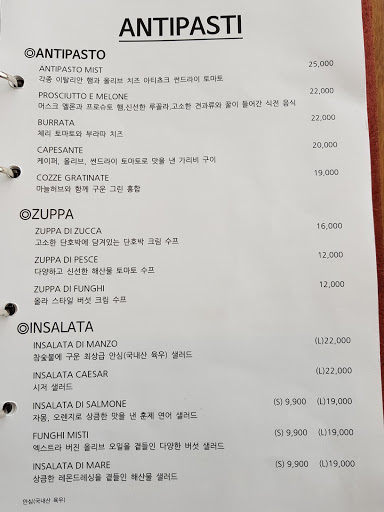 ANTIPASTI
◎ANTIPASTO
ANTIPASTO MIST 25,000
각종 이탈리안 햄과 올리브 치즈 아티쵸크 썬드라이 토마토
PROSCIUTTO E MELONE 22,000
머스크 멜론과 프로슈토 햄,신선한 루꼴라,고소한 견과류와 꿀이 들어간 식전 음식
BURRATA 22,000
체리 토마토와 부라따 치즈
CAPESANTE 20,000
케이퍼, 올리브, 썬드라이 토마토로 맛을 낸 가리비 구이
COZZE GRATINATE 19,000
마늘허브와 함께 구운 그린 홍합
◎ZUPPA
ZUPPA DI ZUCCA 16,000
고소한 단호박에 담겨있는 단호박 크림 수프
ZUPPA DI PESCE 12,000
다양하고 신선한 해산물 토마토 수프
ZUPPA DI FUNGHI 12,000
올라 스타일 버섯 크림 수프
◎INSALATA
INSALATA DI MANZO (L)22,000
참숯불에 구운 최상급 안심(국내산 육우) 샐러드
INSALATA CAESAR (L)22,000
시저 샐러드
INSALATA DI SALMONE (S) 9,900 (L)19,000
자몽, 오렌지로 상큼한 맛을 낸 훈제 연어 샐러드
FUNGHI MISTI (S) 9,900 (L)19,000
엑스트라 버진 올리브 오일을 곁들인 다양한 버섯 샐러드
INSALATA DI MARE (S) 9,900 (L)19,000
상큼한 레몬드레싱을 곁들인 해산물 샐러드
안심(국내산 육우)